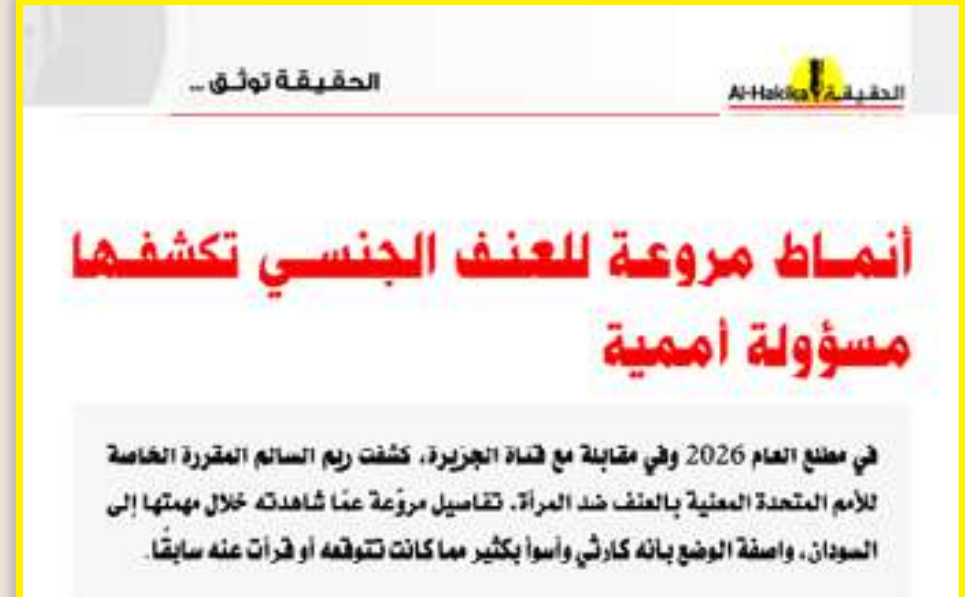 الحقيقة Al-Hakika
الحقيقة توثق ...
أنماط مروعة للعنف الجنسي تكشفها
مسؤولة أممية
في مطلع العام 2026 وفي مقابلة مع قناة الجزيرة، كشفت ريم السالم المقررة الخاصة
للأمم المتحدة المعنية بالعنف ضد المرأة، تفاصيل مروّعة عمّا شاهدته خلال مهمتها إلى
السودان، واصفة الوضع بأنه كارثي وأسوأ بكثير مما كانت تتوقعه أو قرأت عنه سابقًا.